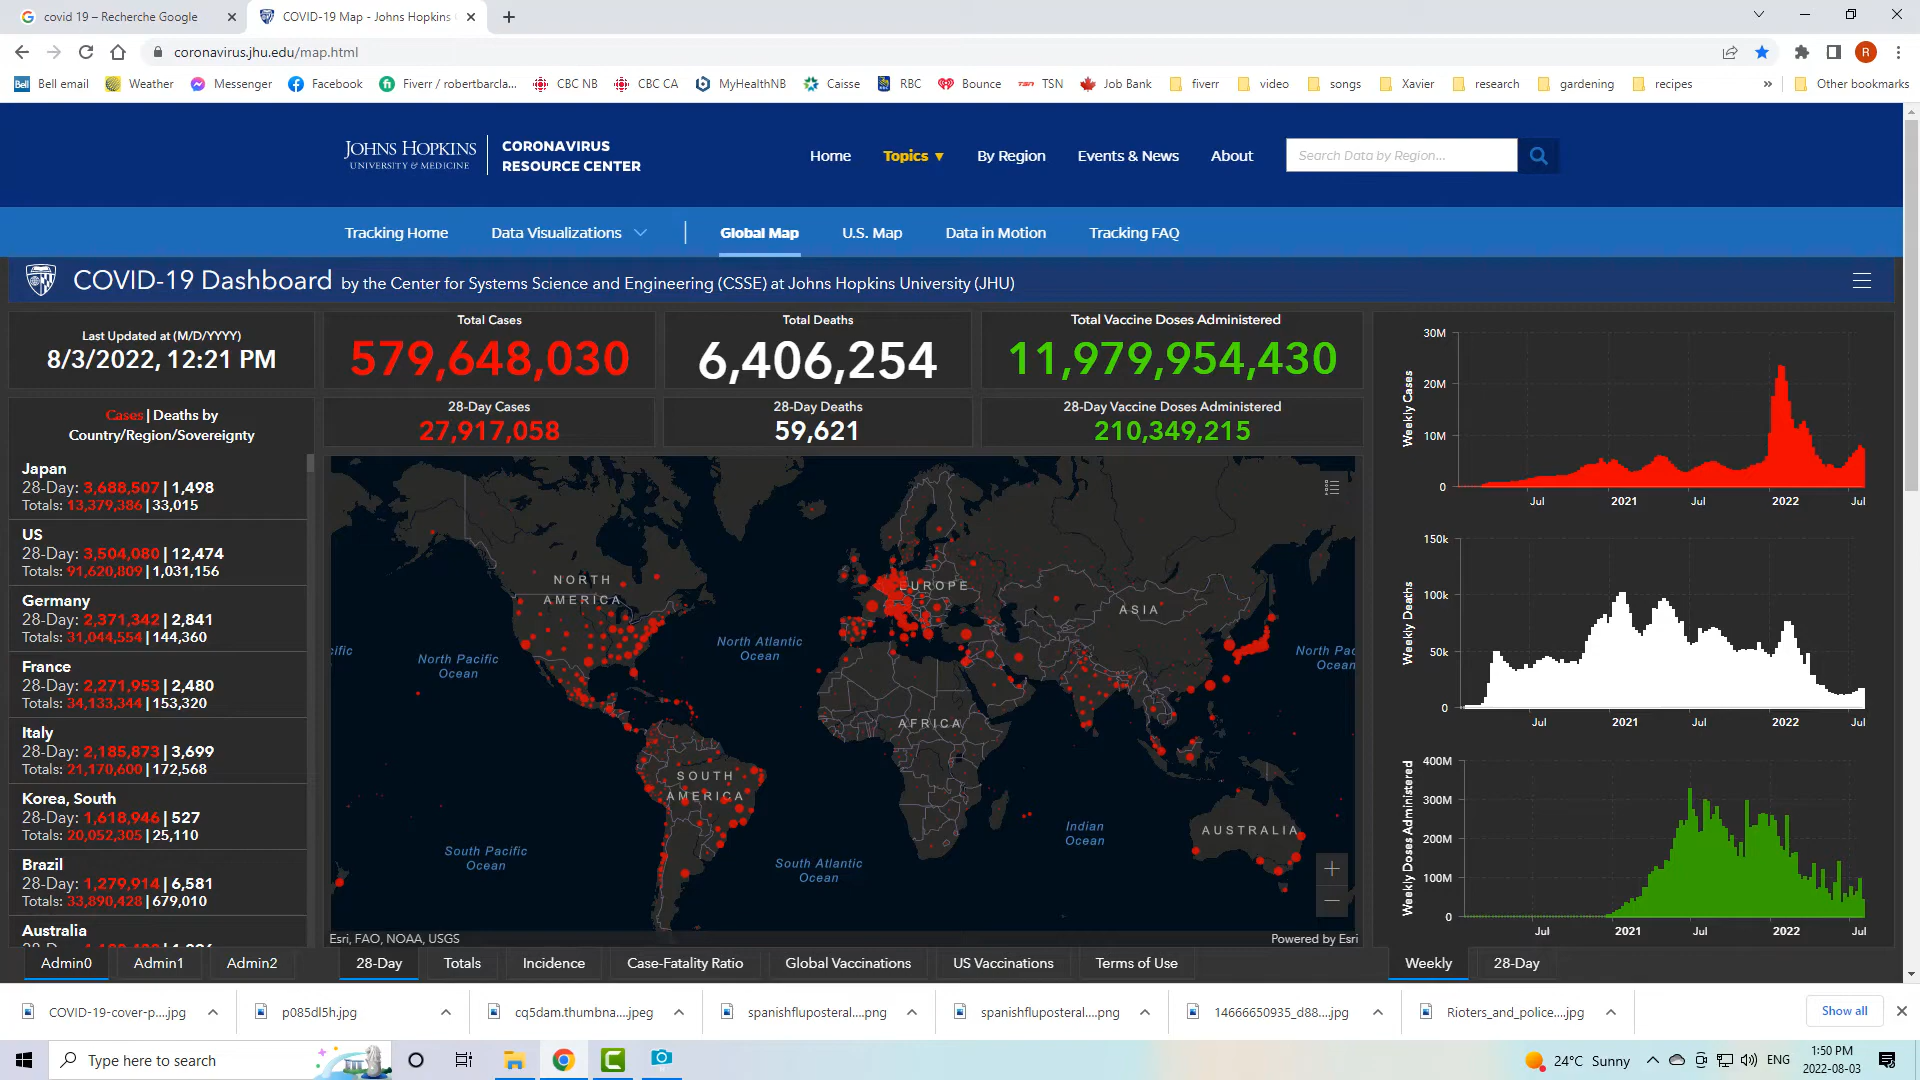 covid 19 – Recherche Google
COVID-19 Map - Johns Hopkins
coronavirus.jhu.edu/map.html
R
Bell
Bell email
Weather
Messenger
Facebook
Fiverr / robertbarcla...
CBC NB
CBC CA
MyHealthNB
Caisse
RBC
Bounce
TSN
TSN
Job Bank
fiverr
video
songs
Xavier
research
gardening
recipes
»
Other bookmarks
JOHNS HOPKINS
UNIVERSITY & MEDICINE
CORONAVIRUS
RESOURCE CENTER
Home
Topics ▼
By Region
Events & News
About
Search Data by Region...
Tracking Home
Data Visualizations
Global Map
U.S. Map
Data in Motion
Tracking FAQ
COVID-19 Dashboard by the Center for Systems Science and Engineering (CSSE) at Johns Hopkins University (JHU)
Last Updated at (M/D/YYYY)
8/3/2022, 12:21 PM
Total Cases
579,648,030
Total Deaths
6,406,254
Total Vaccine Doses Administered
11,979,954,430
28-Day Cases
27,917,058
28-Day Deaths
59,621
28-Day Vaccine Doses Administered
210,349,215
Cases | Deaths by
Country/Region/Sovereignty
Japan
28-Day: 3,688,507 | 1,498
Totals: 13,379,386 | 33,015
US
28-Day: 3,504,080 | 12,474
Totals: 91,620,809 | 1,031,156
Germany
28-Day: 2,371,342 | 2,841
Totals: 31,044,554 | 144,360
France
28-Day: 2,271,953 | 2,480
Totals: 34,133,344 | 153,320
Italy
28-Day: 2,185,873 | 3,699
Totals: 21,170,600 | 172,568
Korea, South
28-Day: 1,618,946 | 527
Totals: 20,052,305 | 25,110
Brazil
28-Day: 1,279,914 | 6,581
Totals: 33,890,428 | 679,010
Australia
NORTH
AMERICA
EUROPE
ASIA
North Atlantic
Ocean
North Pacific
Ocean
cific
North Pac
Ocean
AFRICA
SOUTH
AMERICA
AUSTRALIA
Indian
Ocean
South Pacific
Ocean
South Atlantic
Ocean
+
−
Esri, FAO, NOAA, USGS
Powered by Esri
Weekly Cases
30M
20M
10M
0
Jul
2021
Jul
2022
Jul
Weekly Deaths
150k
100k
50k
0
Jul
2021
Jul
2022
Jul
Weekly Doses Administered
400M
300M
200M
100M
0
Jul
2021
Jul
2022
Jul
Admin0
Admin1
Admin2
28-Day
Totals
Incidence
Case-Fatality Ratio
Global Vaccinations
US Vaccinations
Terms of Use
Weekly
28-Day
COVID-19-cover-p....jpg
p085dl5h.jpg
cq5dam.thumbna....jpeg
spanishfluposteral....png
spanishfluposteral....png
14666650935_d88....jpg
Rioters_and_police....jpg
Show all
Type here to search
24°C Sunny
ENG
1:50 PM
2022-08-03